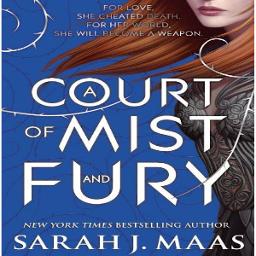 FOR LOVE,
SHE CHEATED DEATH.
FOR HER WORLD,
SHE WILL BECOME A WEAPON.
A
COURT
OF MIST
AND
FURY
NEW YORK TIMES BESTSELLING AUTHOR
SARAH J. MAAS